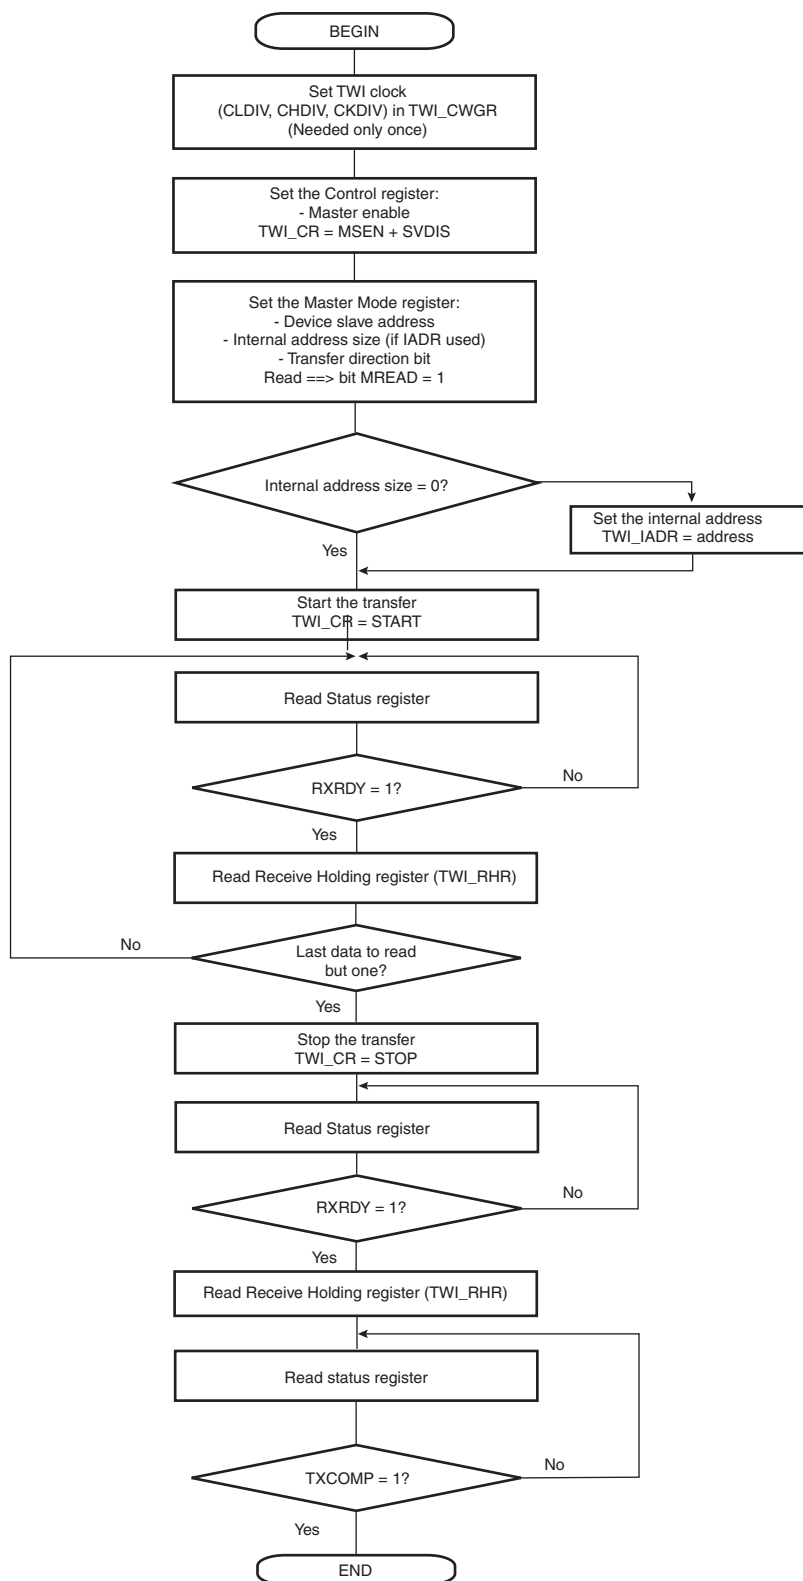 BEGIN
Set TWI clock
(CLDIV, CHDIV, CKDIV) in TWI_CWGR
(Needed only once)
Set the Control register:
- Master enable
TWI_CR = MSEN + SVDIS
Set the Master Mode register:
- Device slave address
- Internal address size (if IADR used)
- Transfer direction bit
Read ==> bit MREAD = 1
Internal address size = 0?
Set the internal address
TWI_IADR = address
Yes
Start the transfer
TWI_CR = START
Read Status register
RXRDY = 1?
No
Yes
Read Receive Holding register (TWI_RHR)
No
Last data to read
but one?
Yes
Stop the transfer
TWI_CR = STOP
Read Status register
RXRDY = 1?
No
Yes
Read Receive Holding register (TWI_RHR)
Read status register
TXCOMP = 1?
No
Yes
END